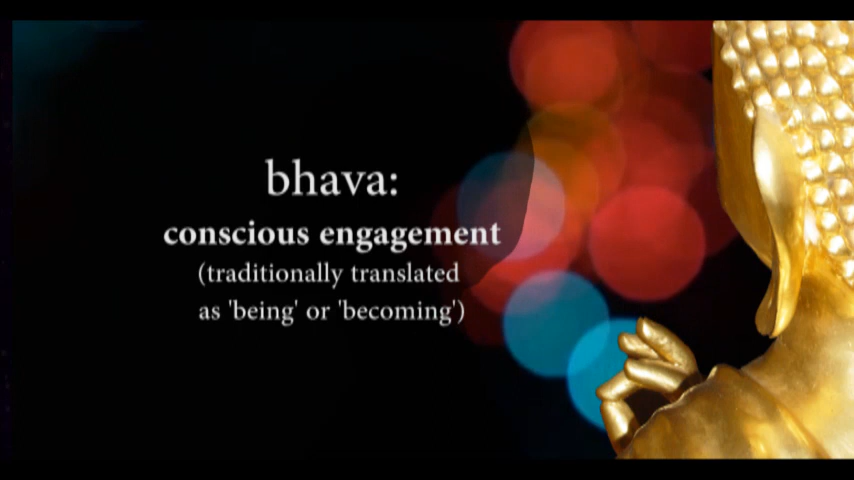 bhava:
conscious engagement
(traditionally translated
as 'being' or 'becoming')